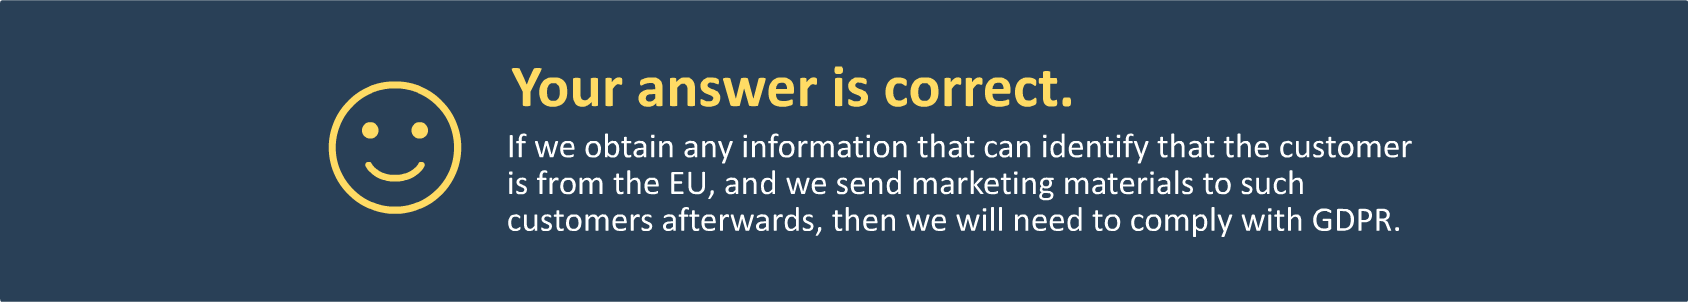 Your answer is correct.
If we obtain any information that can identify that the customer
is from the EU, and we send marketing materials to such
customers afterwards, then we will need to comply with GDPR.